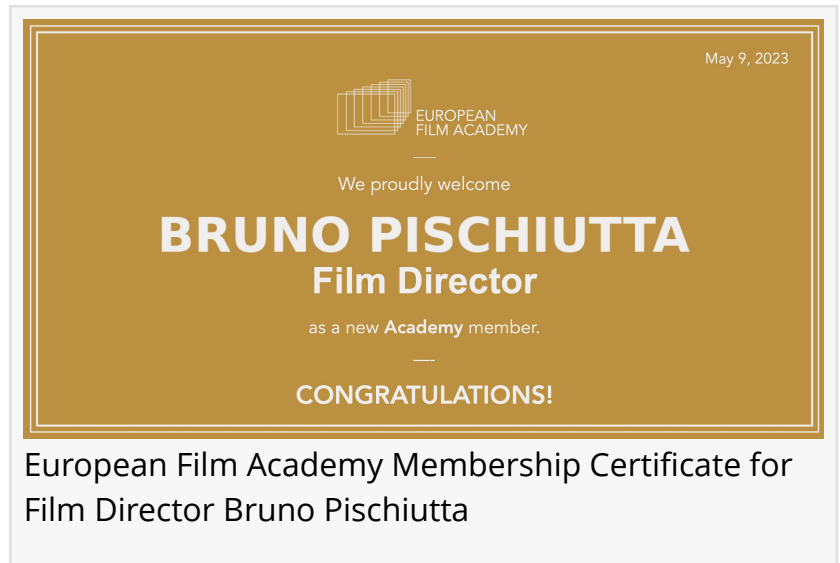 May 9, 2023
EUROPEAN
FILM ACADEMY
We proudly welcome
BRUNO PISCHIUTTA
Film Director
as a new Academy member.
CONGRATULATIONS!
European Film Academy Membership Certificate for
Film Director Bruno Pischiutta